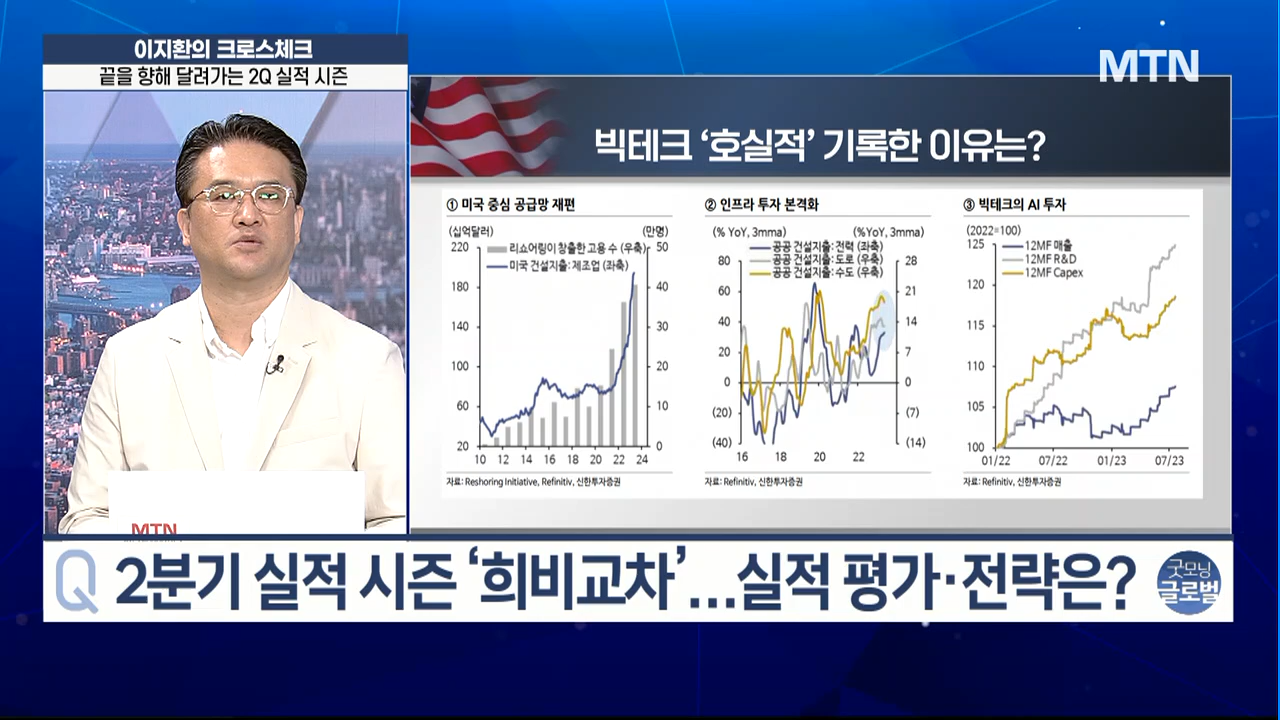 이지환의 크로스체크
끝을 향해 달려가는 2Q 실적 시즌
MTN
빅테크 ‘호실적’ 기록한 이유는?
① 미국 중심 공급망 재편
(십억달러) (만명)
리쇼어링이 창출한 고용 수 (우축)
미국 건설지출: 제조업 (좌축)
220 180 140 100 60 20
50 40 30 20 10 0
10 12 14 16 18 20 22 24
자료: Reshoring Initiative, Refinitiv, 신한투자증권
② 인프라 투자 본격화
(% YoY, 3mma) (%YoY, 3mma)
공공 건설지출: 전력 (좌축)
공공 건설지출: 도로 (우축)
공공 건설지출: 수도 (우축)
80 60 40 20 0 (20) (40)
28 21 14 7 0 (7) (14)
16 18 20 22
자료: Refinitiv, 신한투자증권
③ 빅테크의 AI 투자
(2022=100)
12MF 매출
12MF R&D
12MF Capex
125 120 115 110 105 100
01/22 07/22 01/23 07/23
자료: Refinitiv, 신한투자증권
MTN
Q 2분기 실적 시즌 ‘희비교차’...실적 평가·전략은?
굿모닝
글로벌